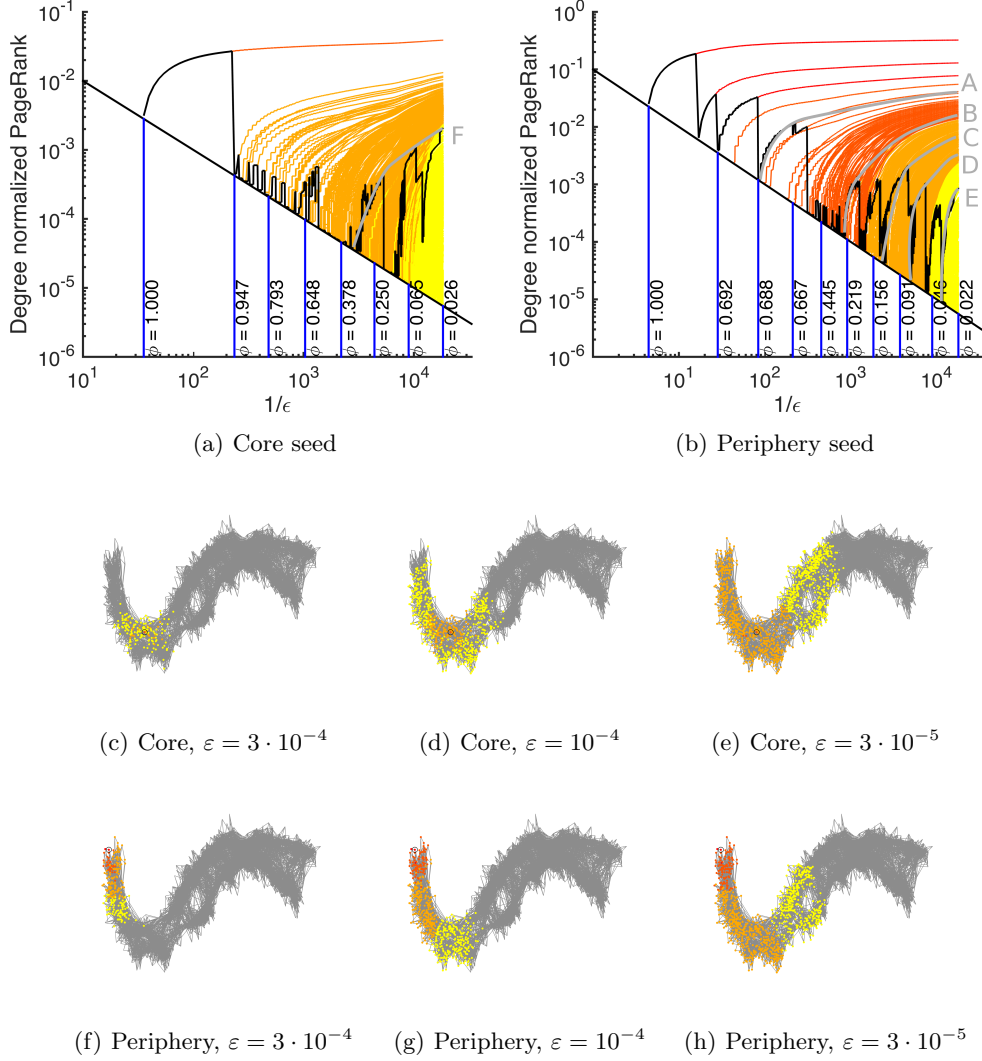 10^{-1}
10^{-2}
10^{-3}
10^{-4}
10^{-5}
10^{-6}
Degree normalized PageRank
F
ϕ = 1.000
ϕ = 0.947
ϕ = 0.793
ϕ = 0.648
ϕ = 0.378
ϕ = 0.250
ϕ = 0.065
ϕ = 0.026
10^{1}
10^{2}
10^{3}
10^{4}
1/ϵ
(a) Core seed
10^{0}
10^{-1}
10^{-2}
10^{-3}
10^{-4}
10^{-5}
10^{-6}
Degree normalized PageRank
A
B
C
D
E
ϕ = 1.000
ϕ = 0.692
ϕ = 0.688
ϕ = 0.667
ϕ = 0.445
ϕ = 0.219
ϕ = 0.156
ϕ = 0.091
ϕ = 0.046
ϕ = 0.022
10^{1}
10^{2}
10^{3}
10^{4}
1/ϵ
(b) Periphery seed
(c) Core, ε = 3 · 10^{-4}
(d) Core, ε = 10^{-4}
(e) Core, ε = 3 · 10^{-5}
(f) Periphery, ε = 3 · 10^{-4}
(g) Periphery, ε = 10^{-4}
(h) Periphery, ε = 3 · 10^{-5}